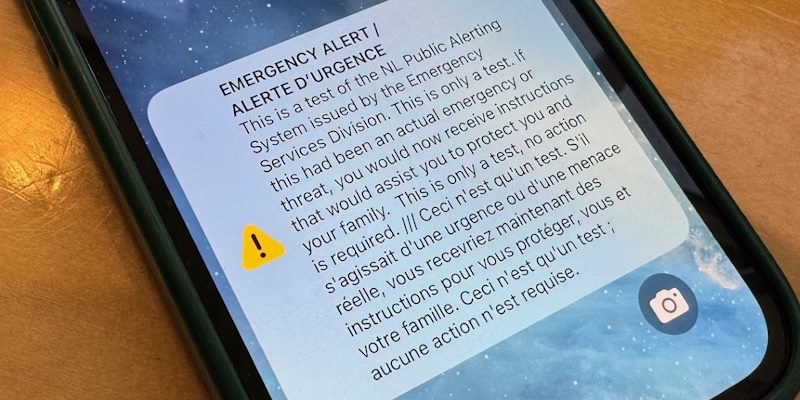 EMERGENCY ALERT /
ALERTE D'URGENCE
This is a test of the NL Public Alerting
System issued by the Emergency
Services Division. This is only a test. If
this had been an actual emergency or
threat, you would now receive instructions
that would assist you to protect you and
your family.  This is only a test, no action
is required. /// Ceci n'est qu'un test. S'il
s'agissait d'une urgence ou d'une menace
réelle, vous recevriez maintenant des
instructions pour vous protéger, vous et
votre famille. Ceci n'est qu'un test ;
aucune action n'est requise.